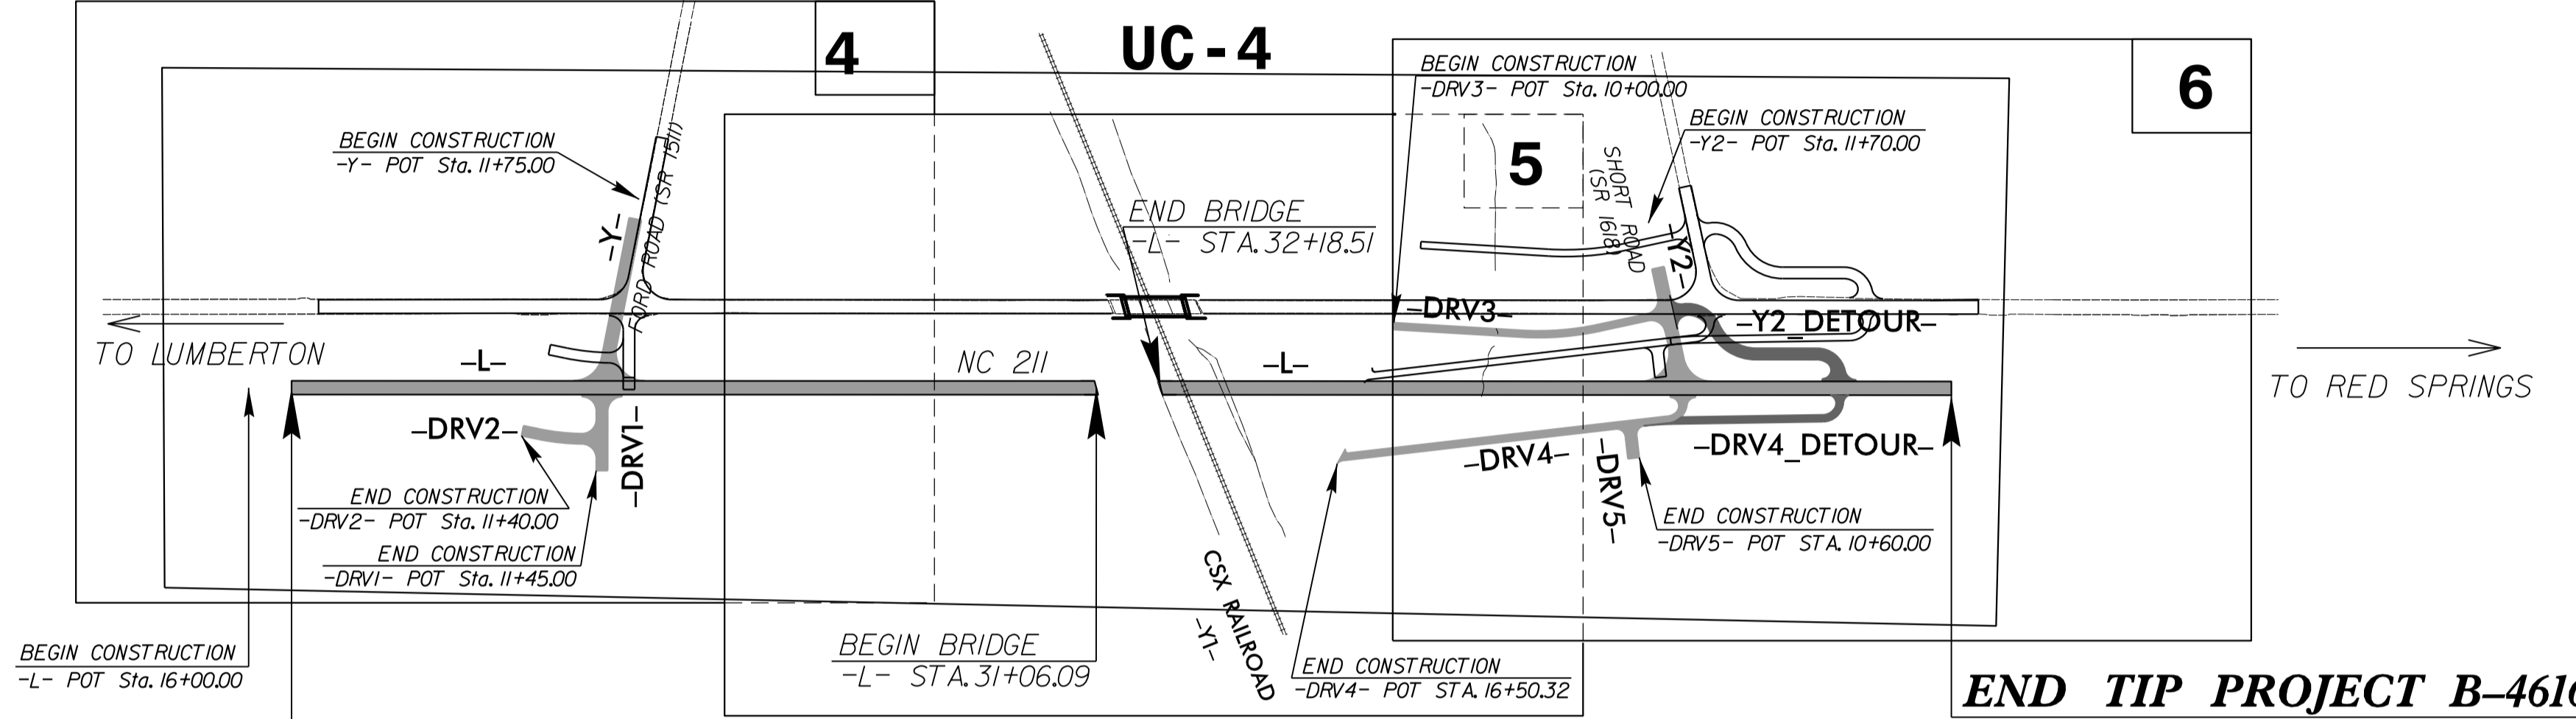 4
UC-4
6
BEGIN CONSTRUCTION
-DRV3- POT Sta. 10+00.00
BEGIN CONSTRUCTION
-Y2- POT Sta. 11+70.00
BEGIN CONSTRUCTION
-Y- POT Sta. 11+75.00
5
SHORT ROAD
(SR 1618)
FORD ROAD (SR 1511)
-Y-
END BRIDGE
-L- STA. 32+18.51
-Y2-
-DRV3-
-Y2_DETOUR-
TO LUMBERTON
-L-
NC 211
-L-
TO RED SPRINGS
-DRV2-
-DRV1-
-DRV4-
-DRV5-
-DRV4_DETOUR-
END CONSTRUCTION
-DRV2- POT Sta. 11+40.00
END CONSTRUCTION
-DRV1- POT Sta. 11+45.00
END CONSTRUCTION
-DRV5- POT STA. 10+60.00
CSX RAILROAD
-Y1-
BEGIN CONSTRUCTION
-L- POT Sta. 16+00.00
BEGIN BRIDGE
-L- STA. 31+06.09
END CONSTRUCTION
-DRV4- POT STA. 16+50.32
END TIP PROJECT B-461